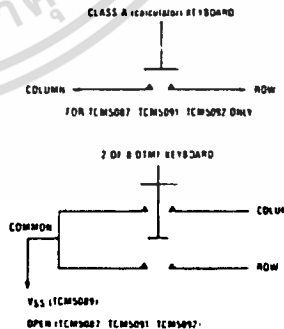 CLASS A (calculator) KEYBOARD
COLUMN
ROW
FOR TCM5087 TCM5091 TCM5092 ONLY
2 OF 8 DTMF KEYBOARD
COLU
COMMON
ROW
VSS (TCM5089)
OPEN (TCM5087 TCM5091 TCM5092)